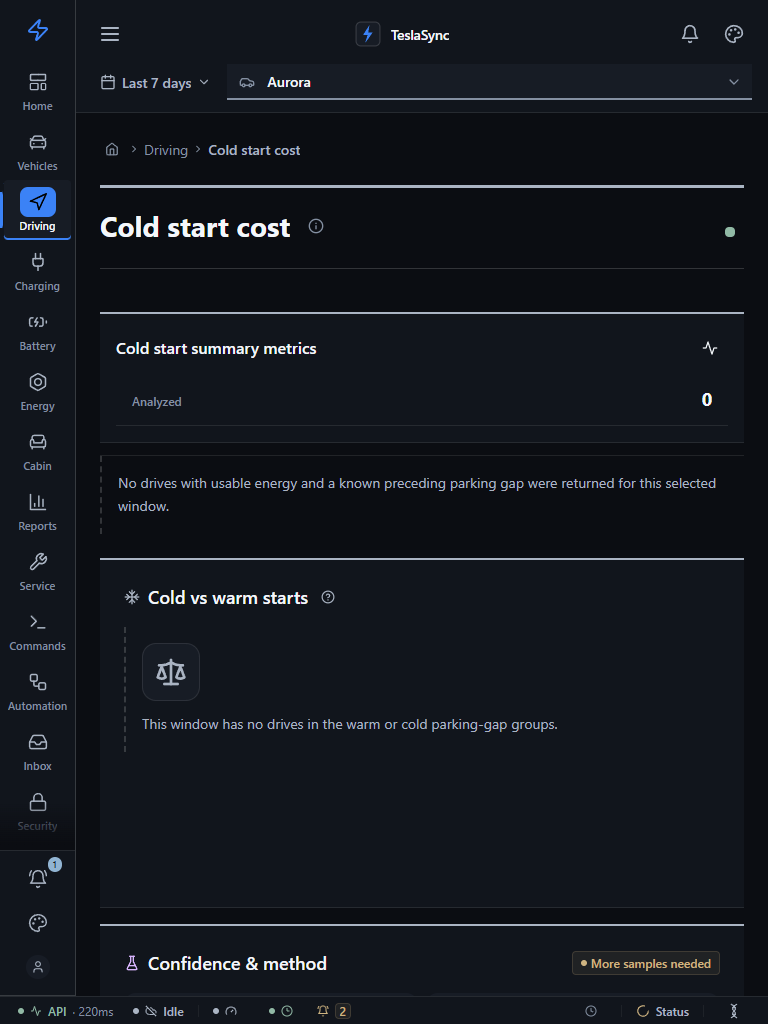 TeslaSync
Last 7 days
Aurora
Home
Vehicles
Driving
Charging
Battery
Energy
Cabin
Reports
Service
Commands
Automation
Inbox
Security
1
Driving
Cold start cost
Cold start cost
Cold start summary metrics
Analyzed
0
No drives with usable energy and a known preceding parking gap were returned for this selected
window.
Cold vs warm starts
This window has no drives in the warm or cold parking-gap groups.
Confidence & method
More samples needed
API · 220ms
Idle
2
Status